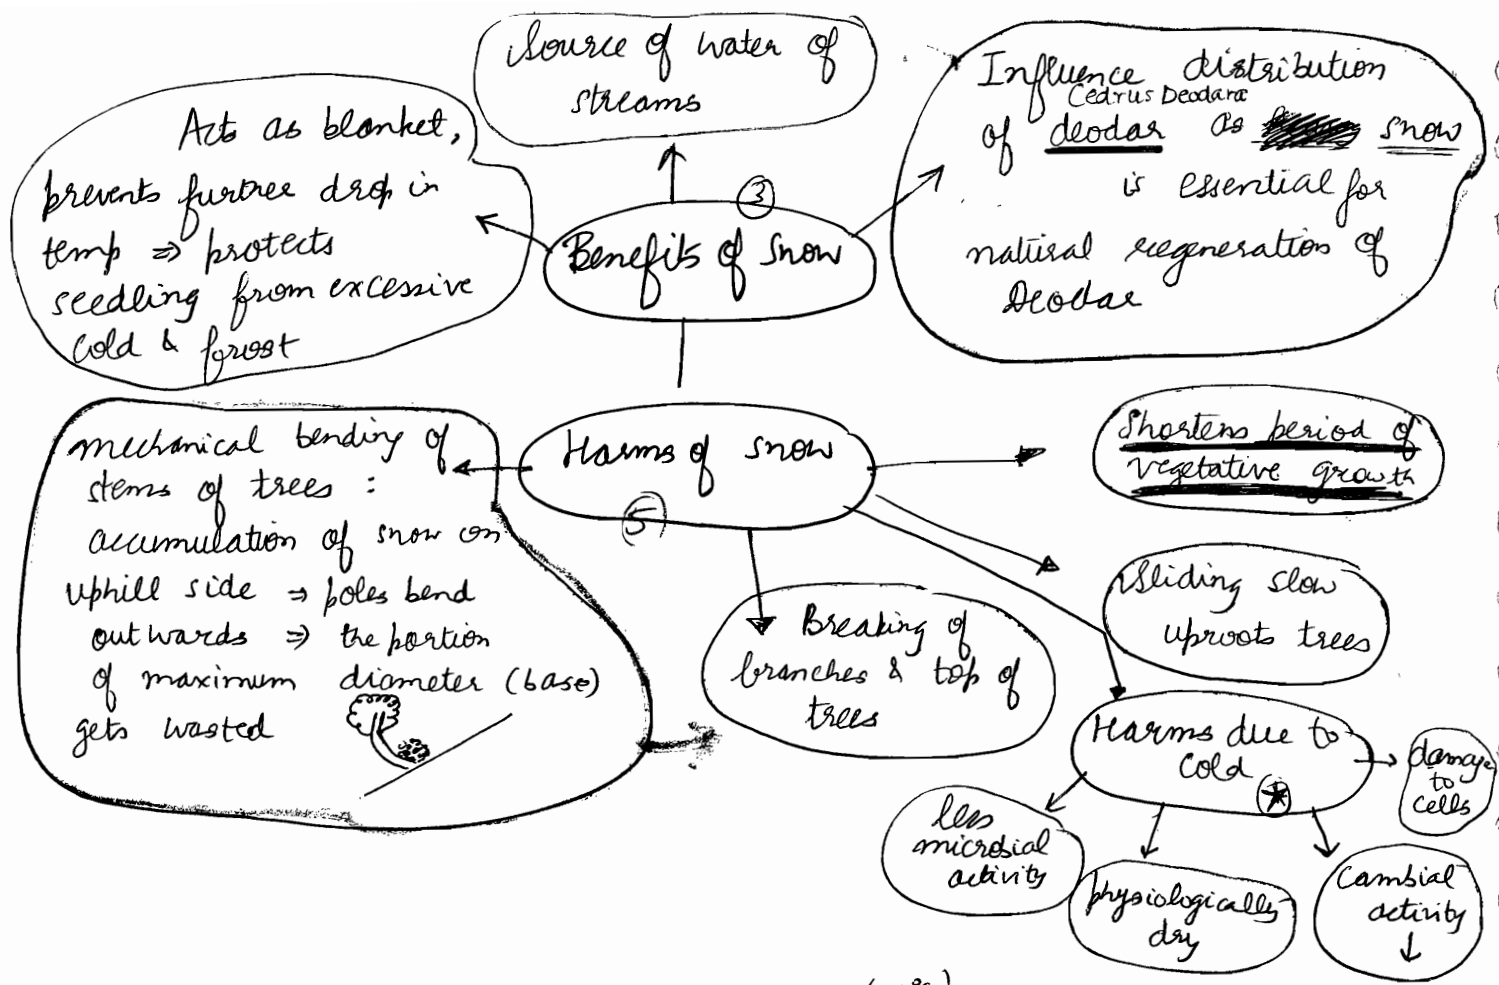 Source of water of
streams
Acts as blanket,
prevents further drop in
temp ⇒ protects
seedling from excessive
cold & frost
Influence distribution
Cedrus Deodara
of deodar as snow
is essential for
natural regeneration of
Deodar
③
Benefits of snow
Harms of snow
⑤
mechanical bending of
stems of trees :
accumulation of snow on
uphill side ⇒ poles bend
outwards ⇒ the portion
of maximum diameter (base)
gets wasted
Shortens period of
vegetative growth
Sliding slow
uproots trees
Breaking of
branches & top of
trees
Harms due to
cold
damage
to
cells
less
microbial
activity
physiologically
dry
Cambial
activity
↓